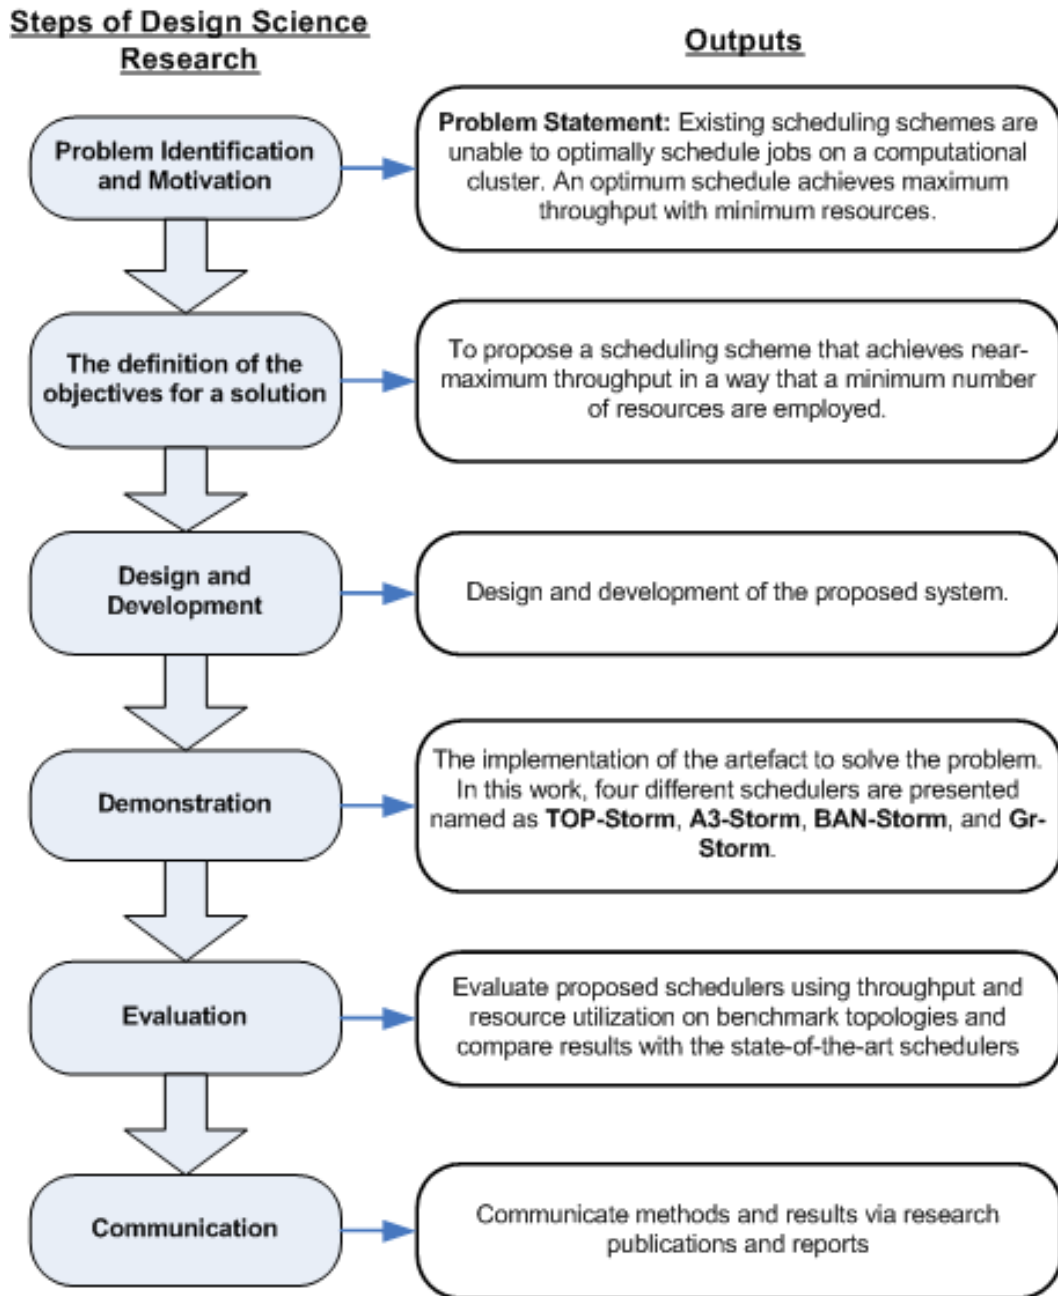 Steps of Design Science
Research
Outputs
Problem Identification
and Motivation
Problem Statement: Existing scheduling schemes are
unable to optimally schedule jobs on a computational
cluster. An optimum schedule achieves maximum
throughput with minimum resources.
The definition of the
objectives for a solution
To propose a scheduling scheme that achieves near-
maximum throughput in a way that a minimum number
of resources are employed.
Design and
Development
Design and development of the proposed system.
Demonstration
The implementation of the artefact to solve the problem.
In this work, four different schedulers are presented
named as TOP-Storm, A3-Storm, BAN-Storm, and Gr-
Storm.
Evaluation
Evaluate proposed schedulers using throughput and
resource utilization on benchmark topologies and
compare results with the state-of-the-art schedulers
Communication
Communicate methods and results via research
publications and reports